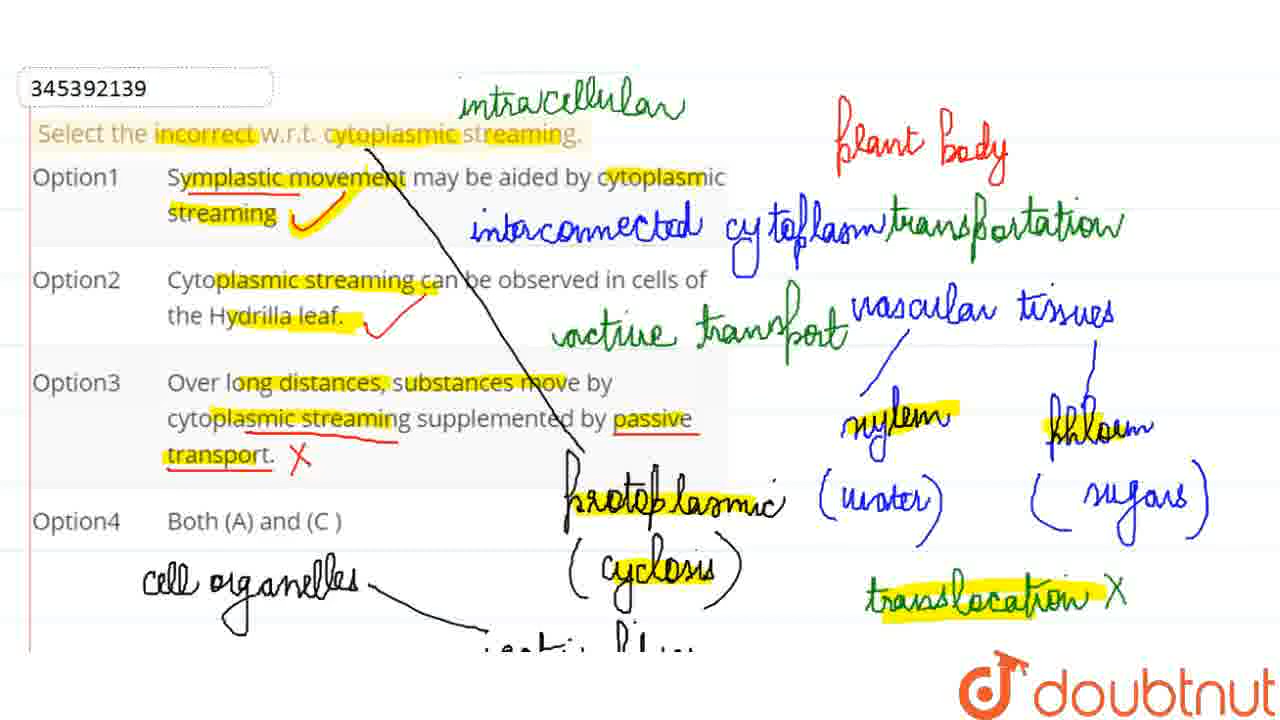 345392139
intracellular
Select the incorrect w.r.t. cytoplasmic streaming.
plant body
Option1 Symplastic movement may be aided by cytoplasmic
streaming
interconnected cytoplasm transportation
Option2 Cytoplasmic streaming can be observed in cells of
the Hydrilla leaf.
vascular tissues
active transport
Option3 Over long distances, substances move by
cytoplasmic streaming supplemented by passive
transport. X
xylem phloem
protoplasmic (water) (sugars)
Option4 Both (A) and (C )
(cyclosis)
cell organelles
translocation X
doubtnut